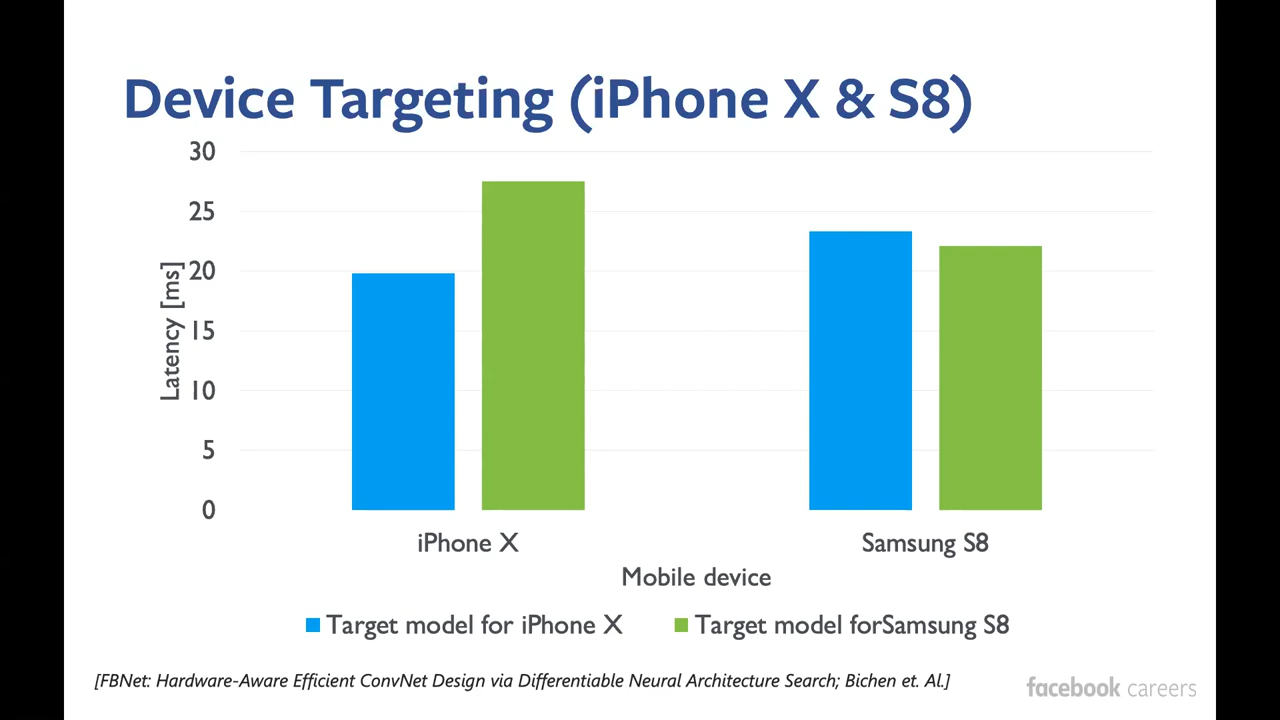 Device Targeting (iPhone X & S8)
30
25
20
15
10
5
0
Latency [ms]
iPhone X
Samsung S8
Mobile device
Target model for iPhone X
Target model forSamsung S8
[FBNet: Hardware-Aware Efficient ConvNet Design via Differentiable Neural Architecture Search; Bichen et. Al.]
facebook careers